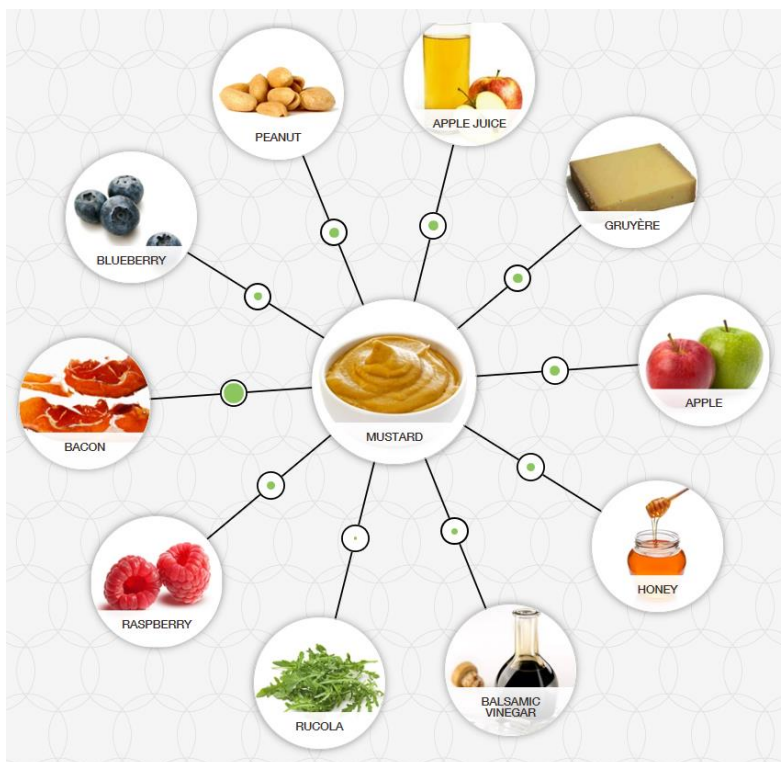 PEANUT
APPLE JUICE
GRUYÈRE
BLUEBERRY
APPLE
BACON
MUSTARD
HONEY
RASPBERRY
BALSAMIC
VINEGAR
RUCOLA